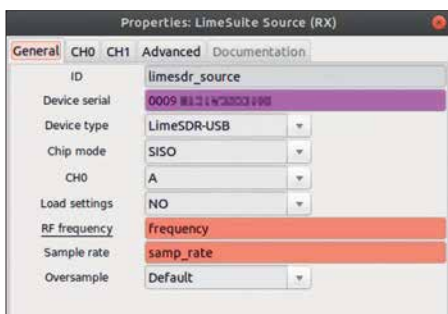 Properties: LimeSuite Source (RX)
General CH0 CH1 Advanced Documentation
ID limesdr_source
Device serial 0009
Device type LimeSDR-USB
Chip mode SISO
CH0 A
Load settings NO
RF frequency frequency
Sample rate samp_rate
Oversample Default